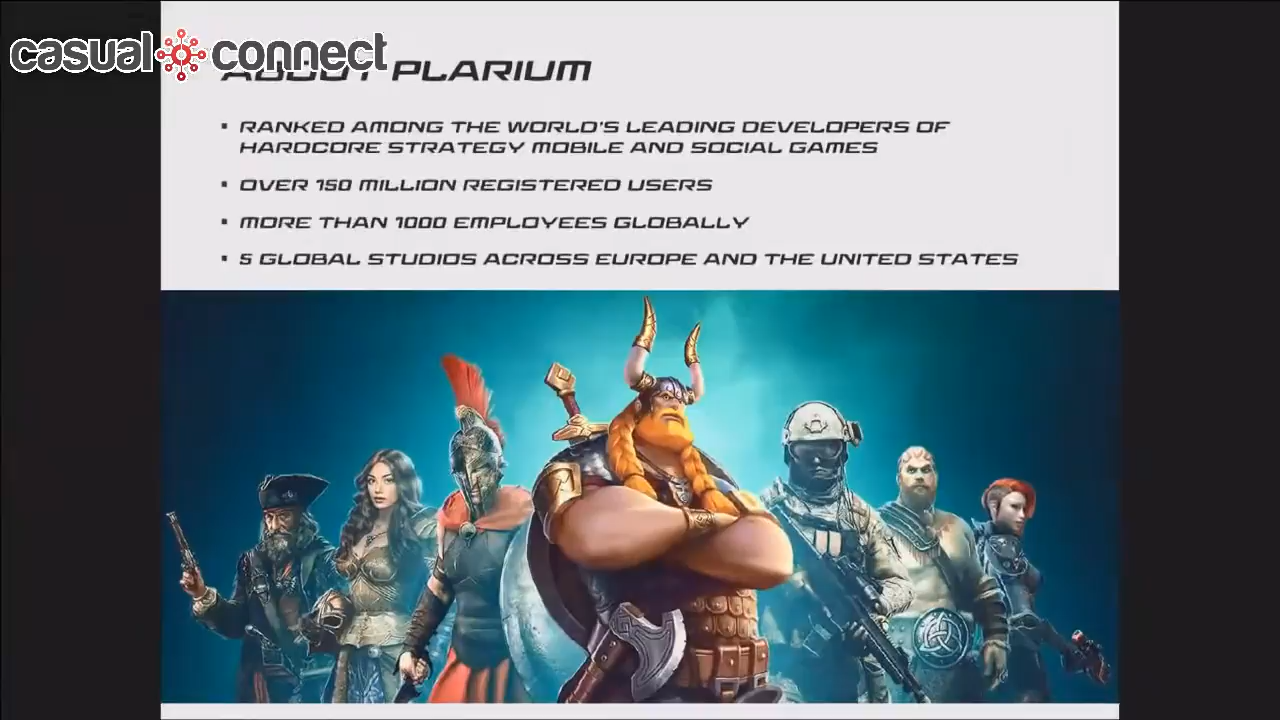 casual connect
ABOUT PLARIUM
▪ RANKED AMONG THE WORLD'S LEADING DEVELOPERS OF
HARDCORE STRATEGY MOBILE AND SOCIAL GAMES
▪ OVER 150 MILLION REGISTERED USERS
▪ MORE THAN 1000 EMPLOYEES GLOBALLY
▪ 5 GLOBAL STUDIOS ACROSS EUROPE AND THE UNITED STATES